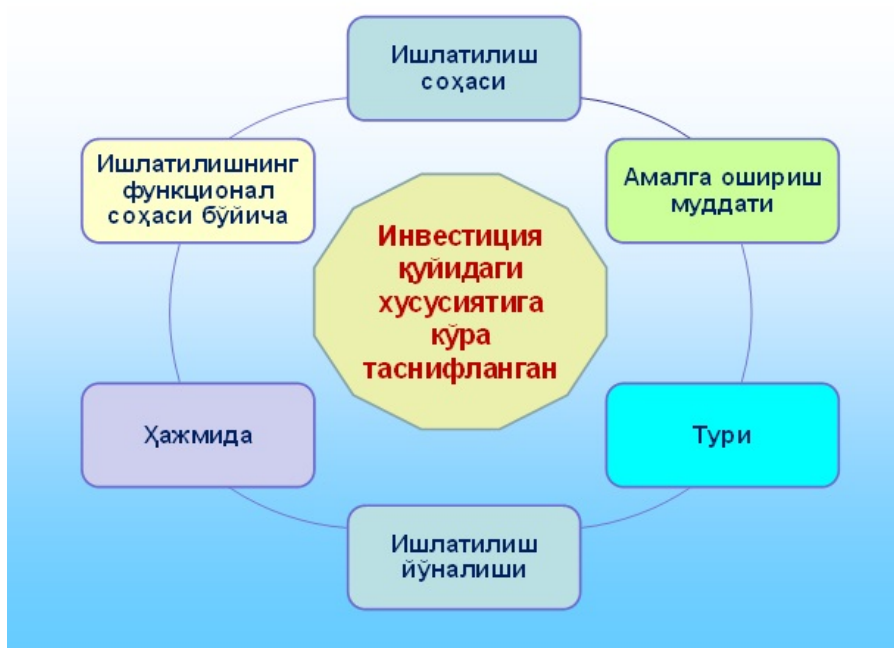 Ишлатилиш
соҳаси
Амалга ошириш
муддати
Тури
Ишлатилиш
йўналиши
Ҳажмида
Ишлатилишнинг
функционал
соҳаси бўйича
Инвестиция
қуйидаги
хусусиятига
кўра
таснифланган